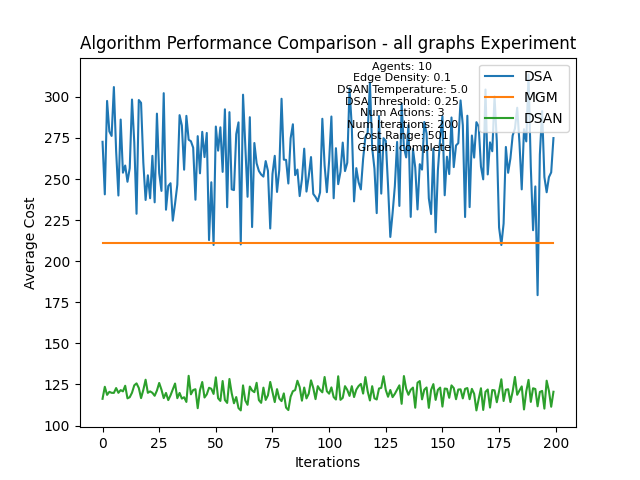 Algorithm Performance Comparison - all graphs Experiment
Agents: 10
Edge Density: 0.1
DSAN Temperature: 5.0
DSA Threshold: 0.25
Num Actions: 3
Num Iterations: 200
Cost Range: 501
Graph: complete
DSA
MGM
DSAN
Average Cost
300
275
250
225
200
175
150
125
100
0
25
50
75
100
125
150
175
200
Iterations